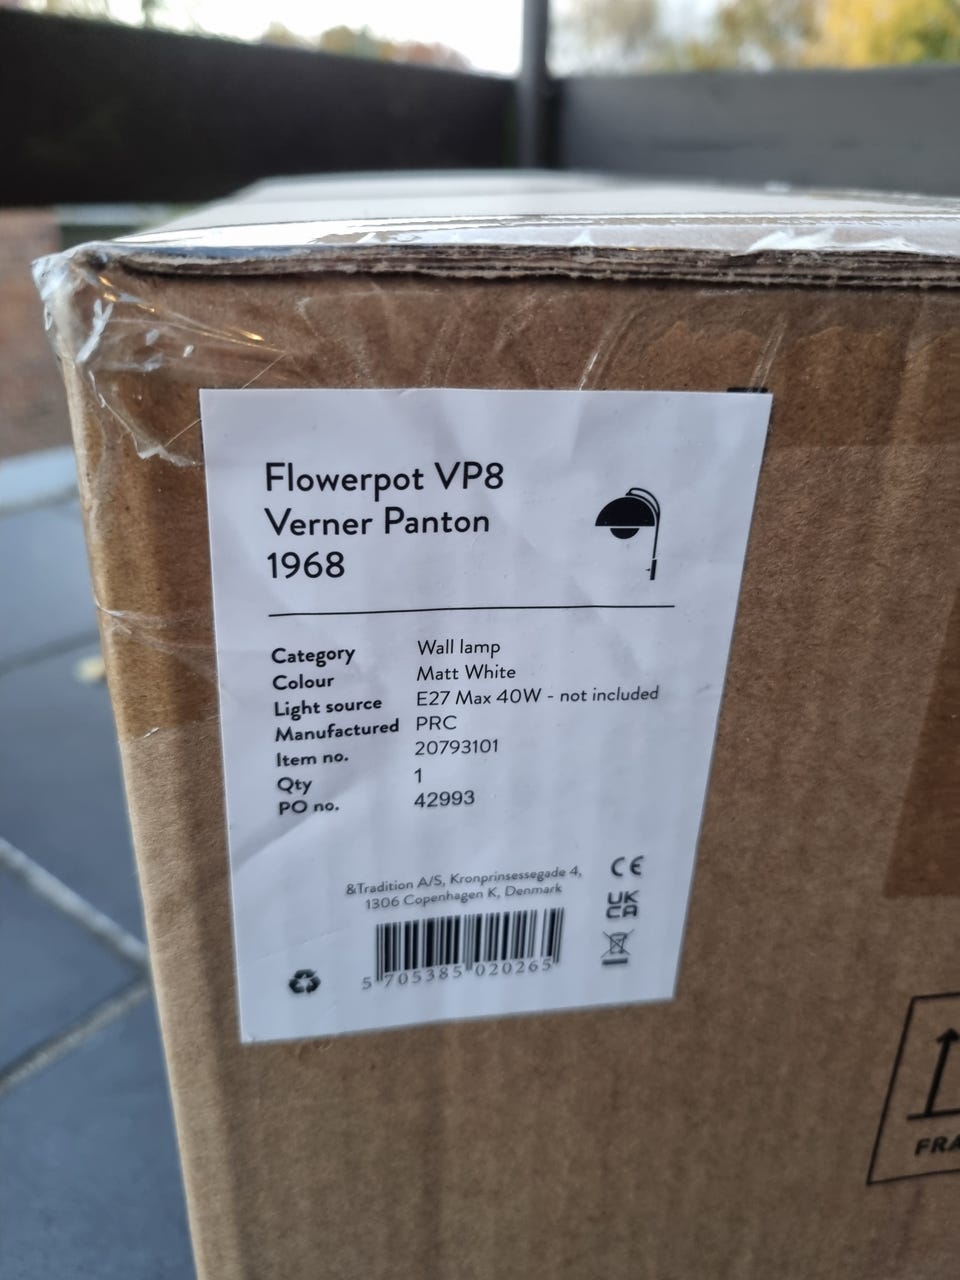 Flowerpot VP8
Verner Panton
1968
Category Wall lamp
Colour Matt White
Light source E27 Max 40W - not included
Manufactured PRC
Item no. 20793101
Qty 1
PO no. 42993
&Tradition A/S, Kronprinsessegade 4,
1306 Copenhagen K, Denmark
CE
UK
CA
5 705385 020265
FRA